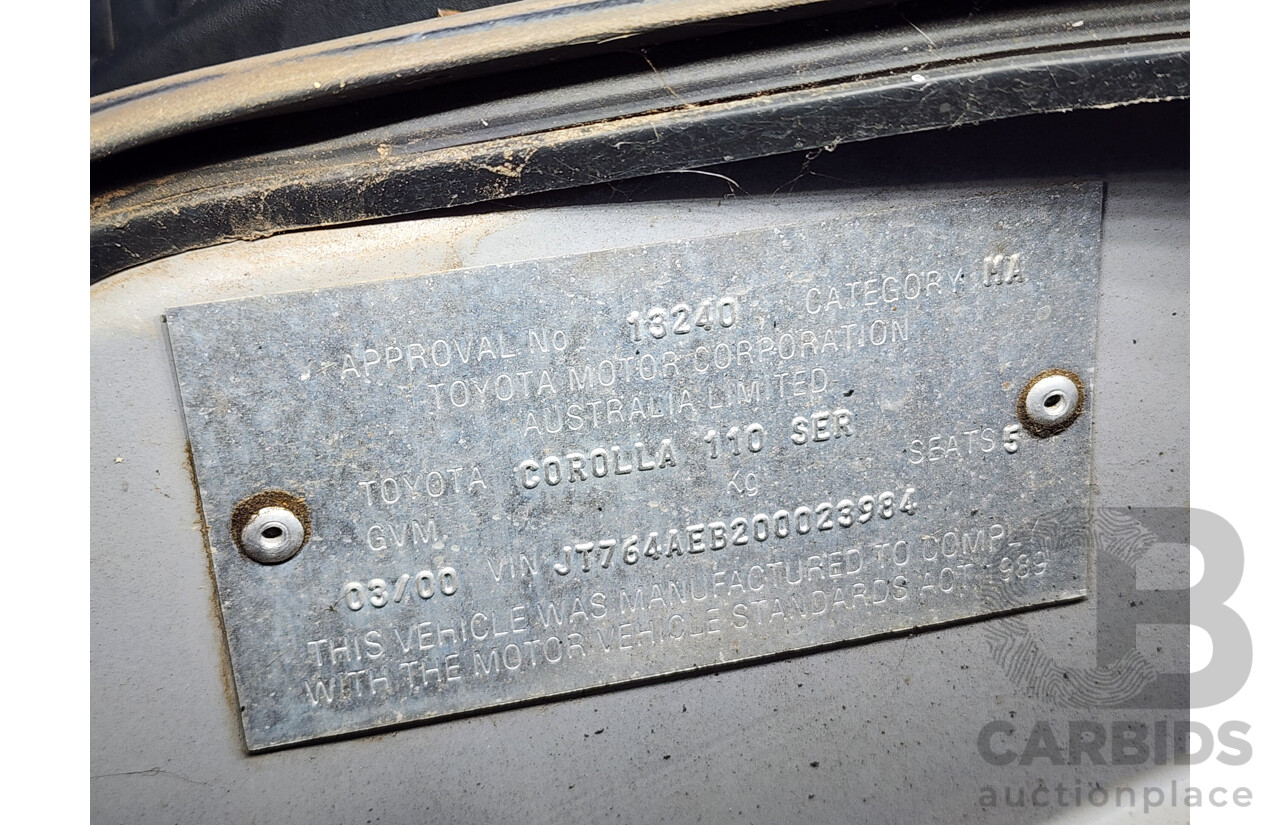 APPROVAL No. 13240 CATEGORY MA
TOYOTA MOTOR CORPORATION
AUSTRALIA LIMITED
TOYOTA COROLLA 110 SER SEATS 5
GVM. Kg
03/00 VIN JT764AEB200023984
THIS VEHICLE WAS MANUFACTURED TO COMPLY
WITH THE MOTOR VEHICLE STANDARDS ACT 1989
B
CARBIDS
auctionplace